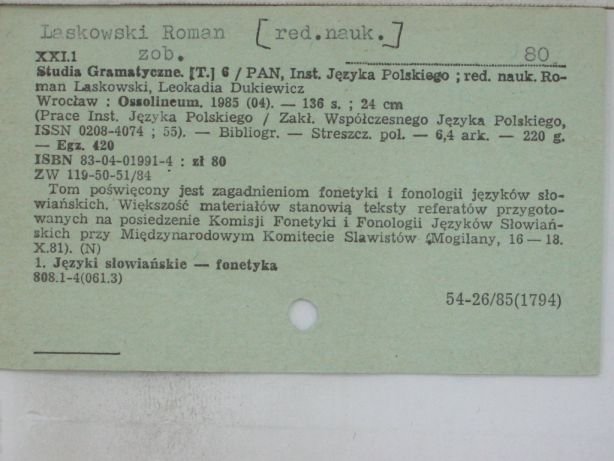 Laskowski Roman [red.nauk.]
XXI.1 zob. 80
Studia Gramatyczne. [T.] 6 / PAN, Inst. Języka Polskiego ; red. nauk. Ro-
man Laskowski, Leokadia Dukiewicz
Wrocław : Ossolineum, 1985 (04). — 136 s. ; 24 cm
(Prace Inst. Języka Polskiego / Zakł. Współczesnego Języka Polskiego,
ISSN 0208-4074 ; 55). — Bibliogr. — Streszcz. pol. — 6,4 ark. — 220 g.
— Egz. 420
ISBN 83-04-01991-4 : zł 80
ZW 119-50-51/84
Tom poświęcony jest zagadnieniom fonetyki i fonologii języków sło-
wiańskich. Większość materiałów stanowią teksty referatów przygoto-
wanych na posiedzenie Komisji Fonetyki i Fonologii Języków Słowiań-
skich przy Międzynarodowym Komitecie Slawistów (Mogilany, 16 — 18.
X.81). (N)
1. Języki słowiańskie — fonetyka
808.1-4(061.3)
54-26/85(1794)